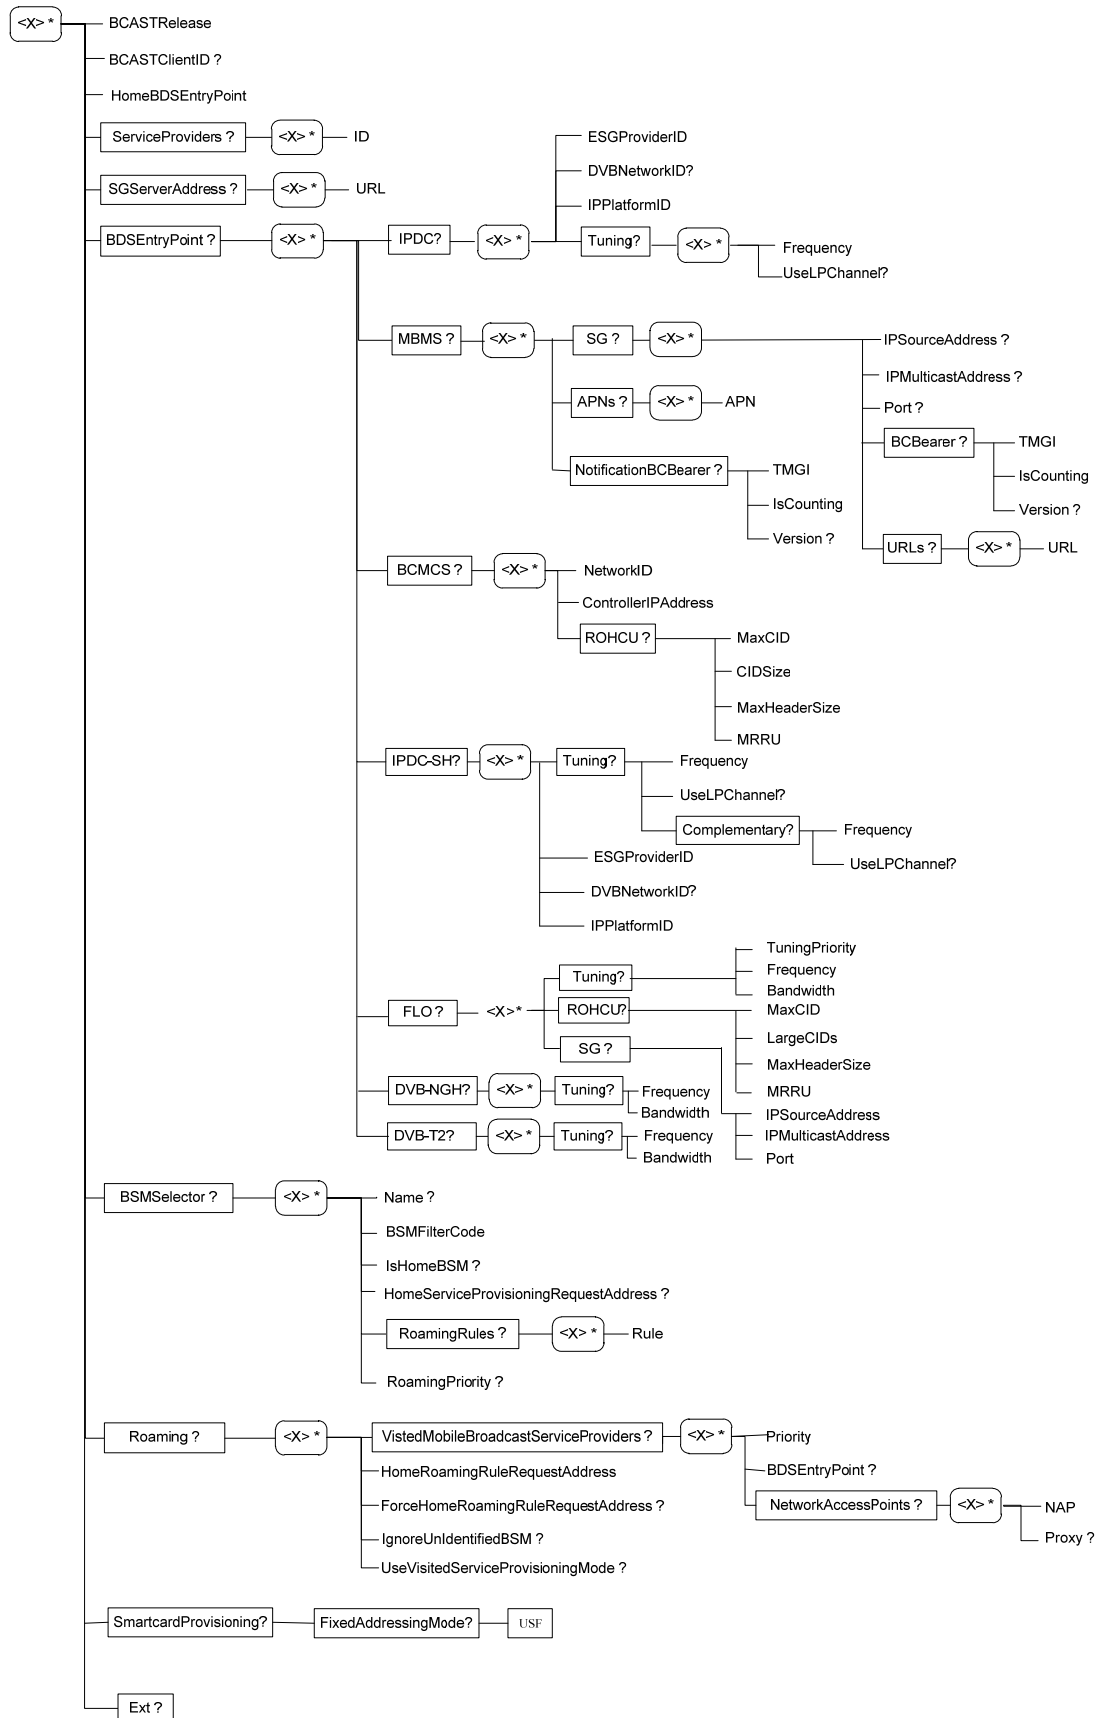 <X> *
BCASTRelease
BCASTClientID ?
HomeBDSEntryPoint
ServiceProviders ? <X> * ID
SGServerAddress ? <X> * URL
BDSEntryPoint ? <X> *
IPDC? <X> *
ESGProviderID
DVBNetworkID?
IPPlatformID
Tuning? <X> *
Frequency
UseLPChannel?
MBMS ? <X> *
SG ? <X> *
IPSourceAddress ?
IPMulticastAddress ?
Port ?
BCBearer ?
TMGI
IsCounting
Version ?
URLs ? <X> * URL
APNs ? <X> * APN
NotificationBCBearer ?
TMGI
IsCounting
Version ?
BCMCS ? <X> *
NetworkID
ControllerIPAddress
ROHCU ?
MaxCID
CIDSize
MaxHeaderSize
MRRU
IPDC-SH? <X> *
Tuning?
Frequency
UseLPChannel?
Complementary?
Frequency
UseLPChannel?
ESGProviderID
DVBNetworkID?
IPPlatformID
FLO ? <X>*
Tuning?
TuningPriority
Frequency
Bandwidth
ROHCU?
MaxCID
LargeCIDs
MaxHeaderSize
MRRU
SG ?
IPSourceAddress
IPMulticastAddress
Port
DVB-NGH? <X> * Tuning?
Frequency
Bandwidth
DVB-T2? <X> * Tuning?
Frequency
Bandwidth
BSMSelector ? <X> *
Name ?
BSMFilterCode
IsHomeBSM ?
HomeServiceProvisioningRequestAddress ?
RoamingRules ? <X> * Rule
RoamingPriority ?
Roaming ? <X> *
VistedMobileBroadcastServiceProviders ? <X> *
Priority
BDSEntryPoint ?
NetworkAccessPoints ? <X> *
NAP
Proxy ?
HomeRoamingRuleRequestAddress
ForceHomeRoamingRuleRequestAddress ?
IgnoreUnIdentifiedBSM ?
UseVisitedServiceProvisioningMode ?
SmartcardProvisioning? FixedAddressingMode? USF
Ext ?